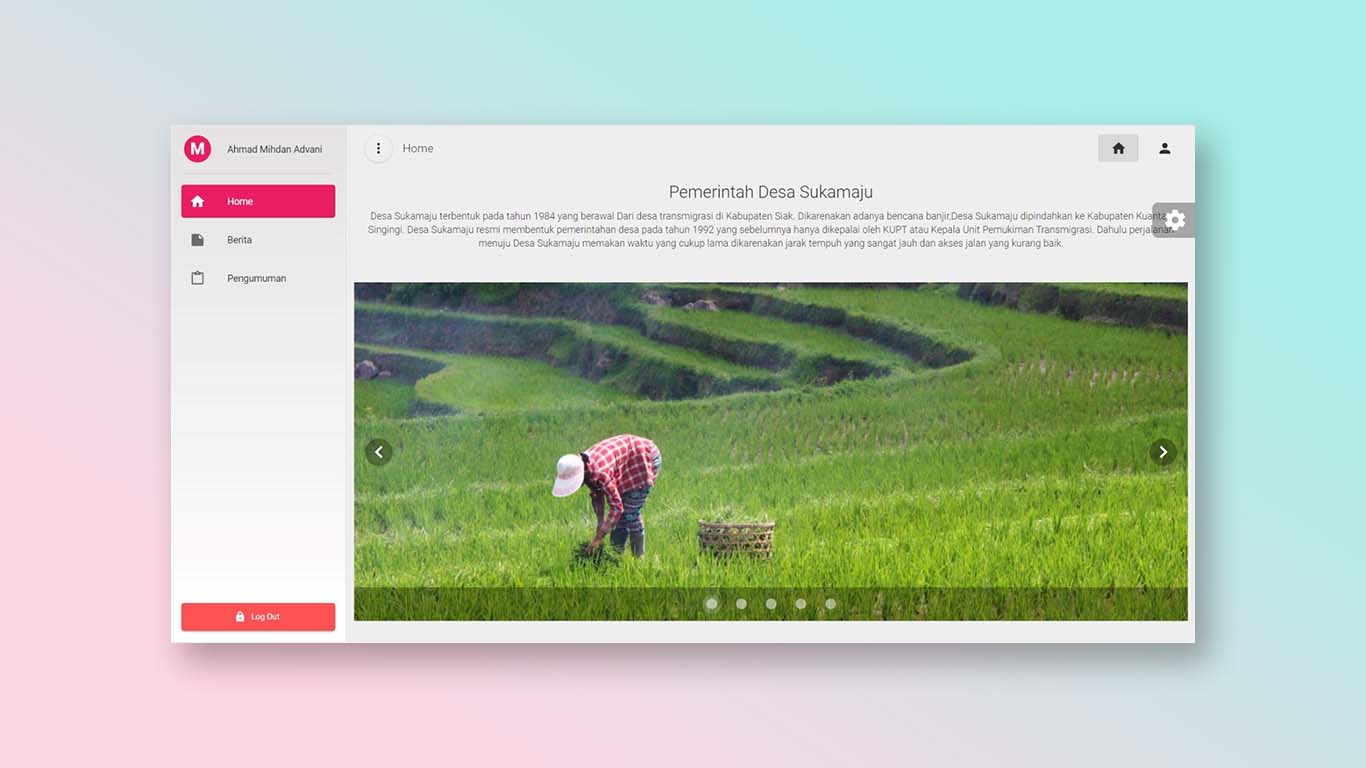 M
Ahmad Mihdan Advani
Home
Berita
Pengumuman
Log Out
Home
Pemerintah Desa Sukamaju
Desa Sukamaju terbentuk pada tahun 1984 yang berawal Dari desa transmigrasi di Kabupaten Siak. Dikarenakan adanya bencana banjir,Desa Sukamaju dipindahkan ke Kabupaten
Singingi. Desa Sukamaju resmi membentuk pemerintahan desa pada tahun 1992 yang sebelumnya hanya dikepalai oleh KUPT atau Kepala Unit Pemukiman Transmigrasi. Dahulu perjalanan
menuju Desa Sukamaju memakan waktu yang cukup lama dikarenakan jarak tempuh yang sangat jauh dan akses jalan yang kurang baik.